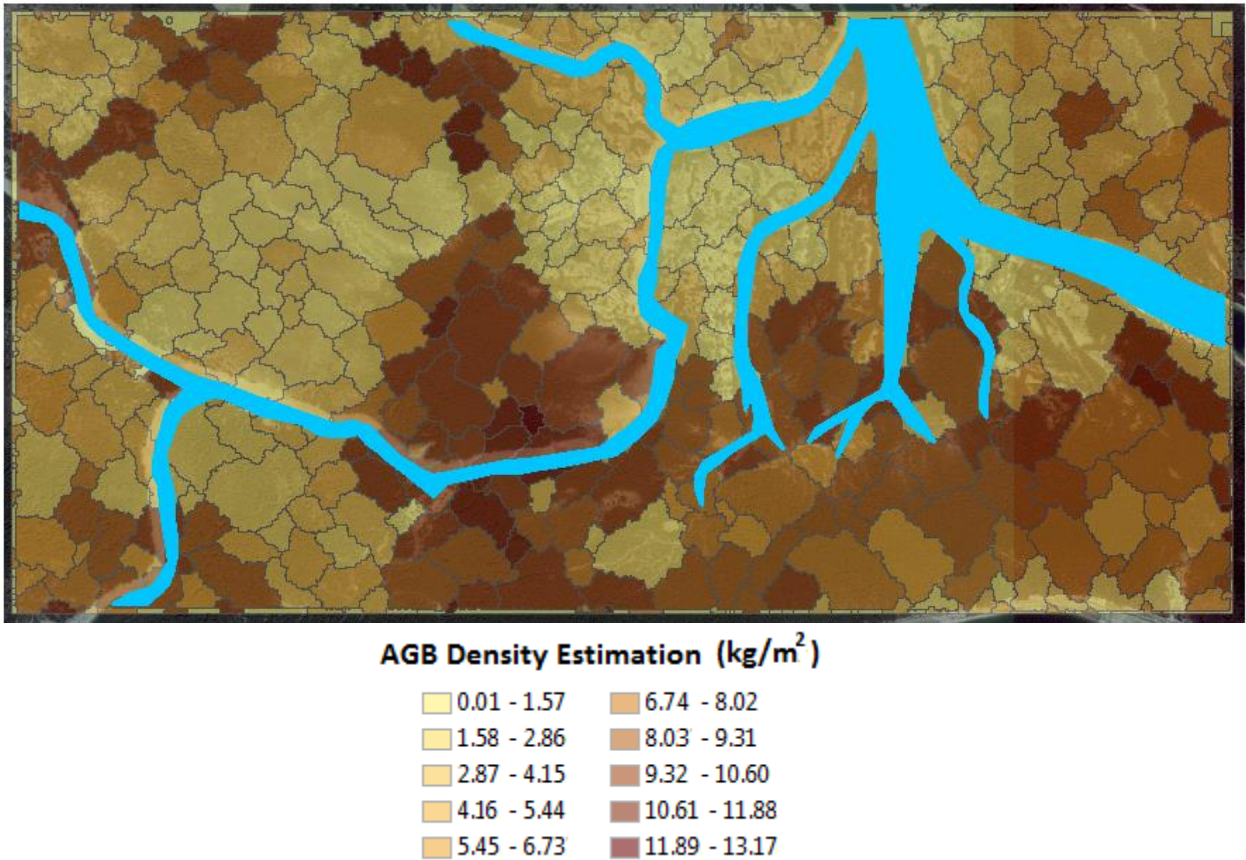 AGB Density Estimation (kg/m²)
0.01 - 1.57
1.58 - 2.86
2.87 - 4.15
4.16 - 5.44
5.45 - 6.73
6.74 - 8.02
8.03 - 9.31
9.32 - 10.60
10.61 - 11.88
11.89 - 13.17